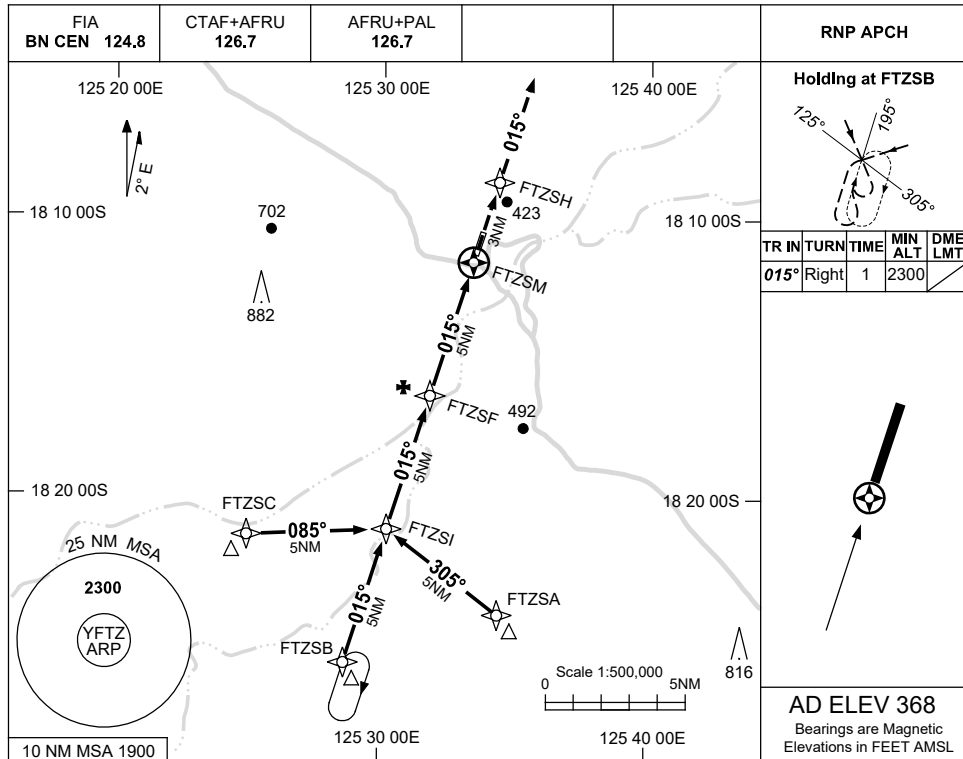 FIA
BN CEN 124.8
CTAF+AFRU
126.7
AFRU+PAL
126.7
RNP APCH
125 20 00E
125 30 00E
125 40 00E
2° E
015°
FTZSH
423
3NM
18 10 00S
18 10 00S
702
882
FTZSM
015°
5NM
FTZSF
492
015°
5NM
18 20 00S
18 20 00S
FTZSC
085°
5NM
FTZSI
305°
5NM
FTZSA
015°
5NM
FTZSB
25 NM MSA
2300
YFTZ
ARP
Scale 1:500,000
0
5NM
816
10 NM MSA 1900
125 30 00E
125 40 00E
Holding at FTZSB
125°
195°
305°
TR IN TURN TIME MIN ALT DME LMT
015° Right 1 2300
AD ELEV 368
Bearings are Magnetic
Elevations in FEET AMSL